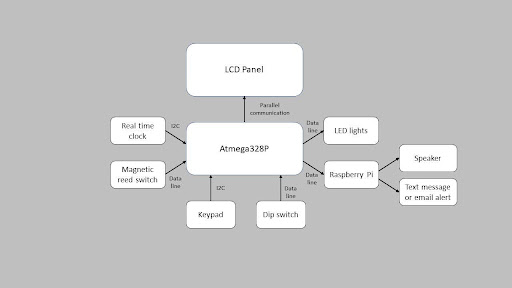 LCD Panel
Parallel
communication
Real time
clock
I2C
Data
line
LED lights
Atmega328P
Magnetic
reed switch
Data
line
Data
line
Raspberry Pi
Speaker
Text message
or email alert
I2C
Data
line
Keypad
Dip switch